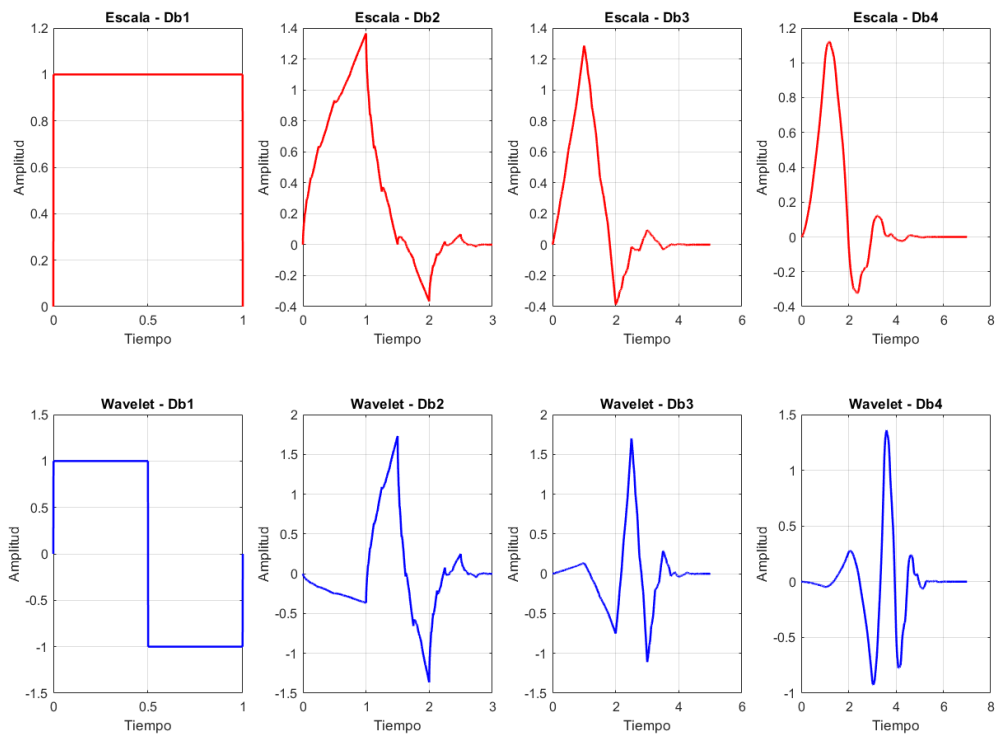 Escala - Db1
1.2
1
0.8
0.6
0.4
0.2
0
0 0.5 1
Amplitud
Tiempo
Escala - Db2
1.4
1.2
1
0.8
0.6
0.4
0.2
0
-0.2
-0.4
0 1 2 3
Amplitud
Tiempo
Escala - Db3
1.4
1.2
1
0.8
0.6
0.4
0.2
0
-0.2
-0.4
0 2 4 6
Amplitud
Tiempo
Escala - Db4
1.2
1
0.8
0.6
0.4
0.2
0
-0.2
-0.4
0 2 4 6 8
Amplitud
Tiempo
Wavelet - Db1
1.5
1
0.5
0
-0.5
-1
-1.5
0 0.5 1
Amplitud
Tiempo
Wavelet - Db2
2
1.5
1
0.5
0
-0.5
-1
-1.5
0 1 2 3
Amplitud
Tiempo
Wavelet - Db3
2
1.5
1
0.5
0
-0.5
-1
-1.5
0 2 4 6
Amplitud
Tiempo
Wavelet - Db4
1.5
1
0.5
0
-0.5
-1
0 2 4 6 8
Amplitud
Tiempo